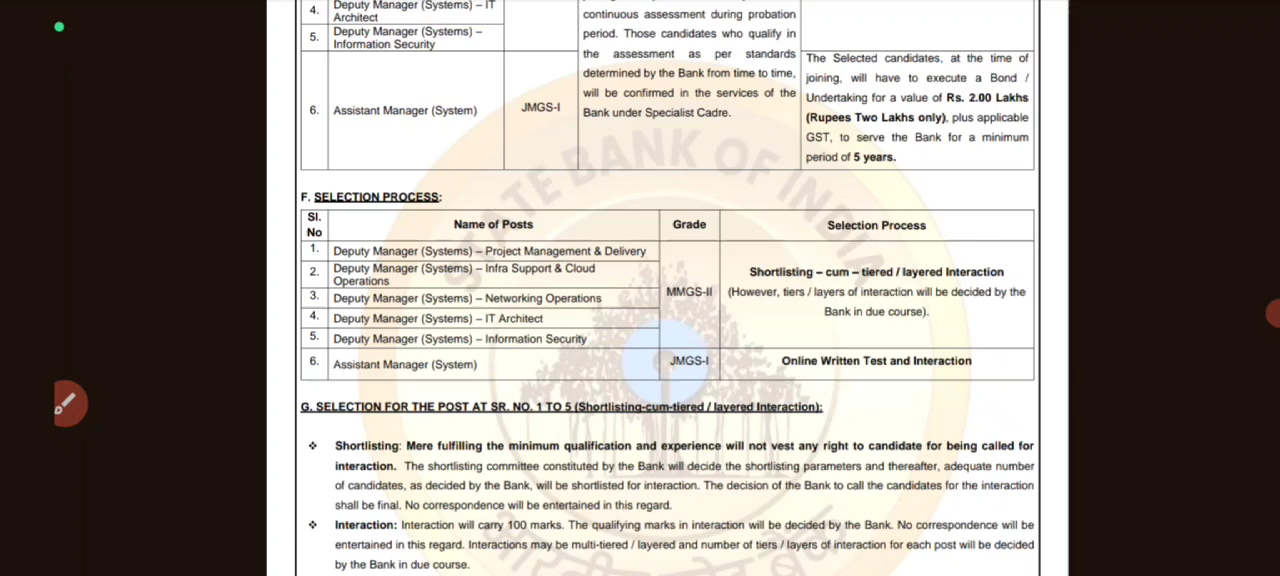 4.
Deputy Manager (Systems) – IT
Architect
5.
Deputy Manager (Systems) –
Information Security
6.
Assistant Manager (System)
JMGS-I
continuous assessment during probation
period. Those candidates who qualify in
the assessment as per standards
determined by the Bank from time to time,
will be confirmed in the services of the
Bank under Specialist Cadre.
The Selected candidates, at the time of
joining, will have to execute a Bond /
Undertaking for a value of Rs. 2.00 Lakhs
(Rupees Two Lakhs only), plus applicable
GST, to serve the Bank for a minimum
period of 5 years.
STATE BANK OF INDIA
F. SELECTION PROCESS:
Sl.
No
Name of Posts
Grade
Selection Process
1.
Deputy Manager (Systems) – Project Management & Delivery
2.
Deputy Manager (Systems) – Infra Support & Cloud
Operations
3.
Deputy Manager (Systems) – Networking Operations
4.
Deputy Manager (Systems) – IT Architect
5.
Deputy Manager (Systems) – Information Security
MMGS-II
Shortlisting – cum – tiered / layered Interaction
(However, tiers / layers of interaction will be decided by the
Bank in due course).
6.
Assistant Manager (System)
JMGS-I
Online Written Test and Interaction
G. SELECTION FOR THE POST AT SR. NO. 1 TO 5 (Shortlisting-cum-tiered / layered Interaction):
❖ Shortlisting: Mere fulfilling the minimum qualification and experience will not vest any right to candidate for being called for
interaction. The shortlisting committee constituted by the Bank will decide the shortlisting parameters and thereafter, adequate number
of candidates, as decided by the Bank, will be shortlisted for interaction. The decision of the Bank to call the candidates for the interaction
shall be final. No correspondence will be entertained in this regard.
❖ Interaction: Interaction will carry 100 marks. The qualifying marks in interaction will be decided by the Bank. No correspondence will be
entertained in this regard. Interactions may be multi-tiered / layered and number of tiers / layers of interaction for each post will be decided
by the Bank in due course.